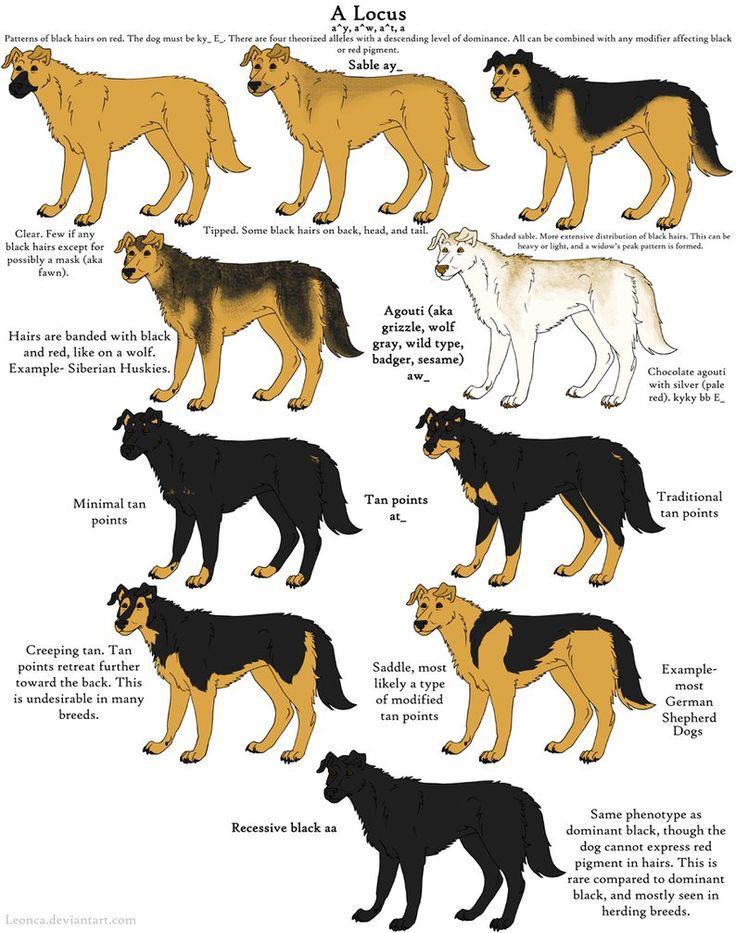 A Locus
a^y, a^w, a^t, a
Patterns of black hairs on red. The dog must be ky_ E_. There are four theorized alleles with a descending level of dominance. All can be combined with any modifier affecting black
or red pigment.
Sable ay_
Clear. Few if any
black hairs except for
possibly a mask (aka
fawn).
Tipped. Some black hairs on back, head, and tail.
Shaded sable. More extensive distribution of black hairs. This can be
heavy or light, and a widow's peak pattern is formed.
Hairs are banded with black
and red, like on a wolf.
Example- Siberian Huskies.
Agouti (aka
grizzle, wolf
gray, wild type,
badger, sesame)
aw_
Chocolate agouti
with silver (pale
red). kyky bb E_
Minimal tan
points
Tan points
at_
Traditional
tan points
Creeping tan. Tan
points retreat further
toward the back. This
is undesirable in many
breeds.
Saddle, most
likely a type
of modified
tan points
Example-
most
German
Shepherd
Dogs
Recessive black aa
Same phenotype as
dominant black, though the
dog cannot express red
pigment in hairs. This is
rare compared to dominant
black, and mostly seen in
herding breeds.
Leonca.deviantart.com